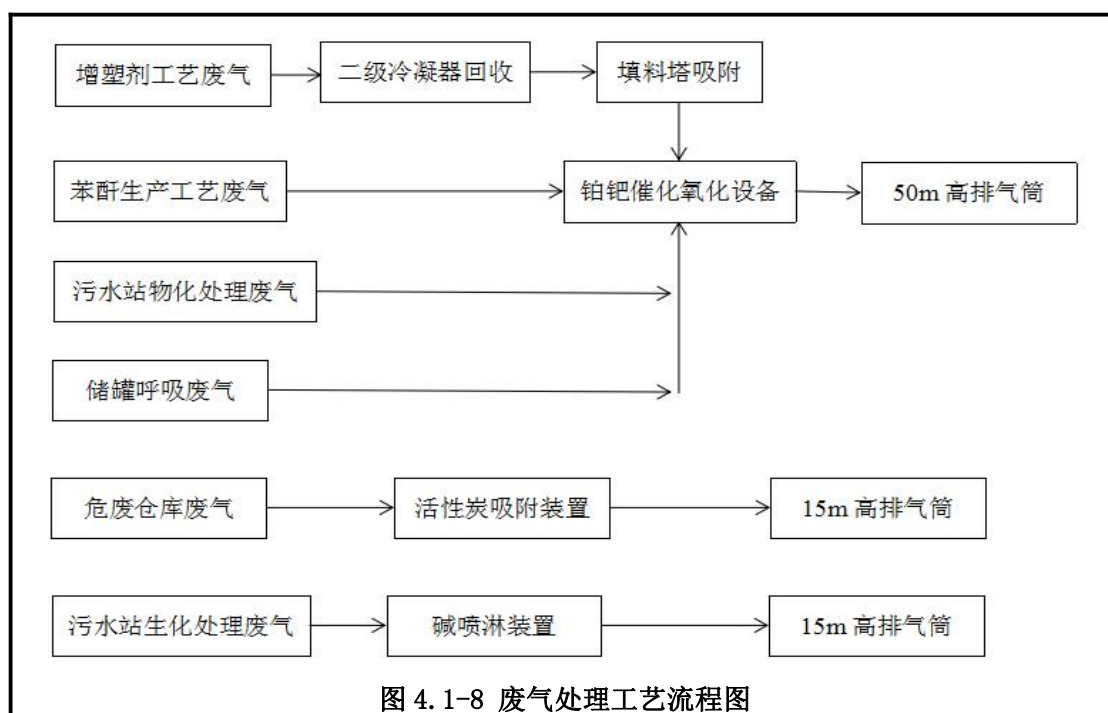 增塑剂工艺废气
二级冷凝器回收
填料塔吸附
苯酐生产工艺废气
铂钯催化氧化设备
50m 高排气筒
污水站物化处理废气
储罐呼吸废气
危废仓库废气
活性炭吸附装置
15m 高排气筒
污水站生化处理废气
碱喷淋装置
15m 高排气筒
图 4.1-8 废气处理工艺流程图